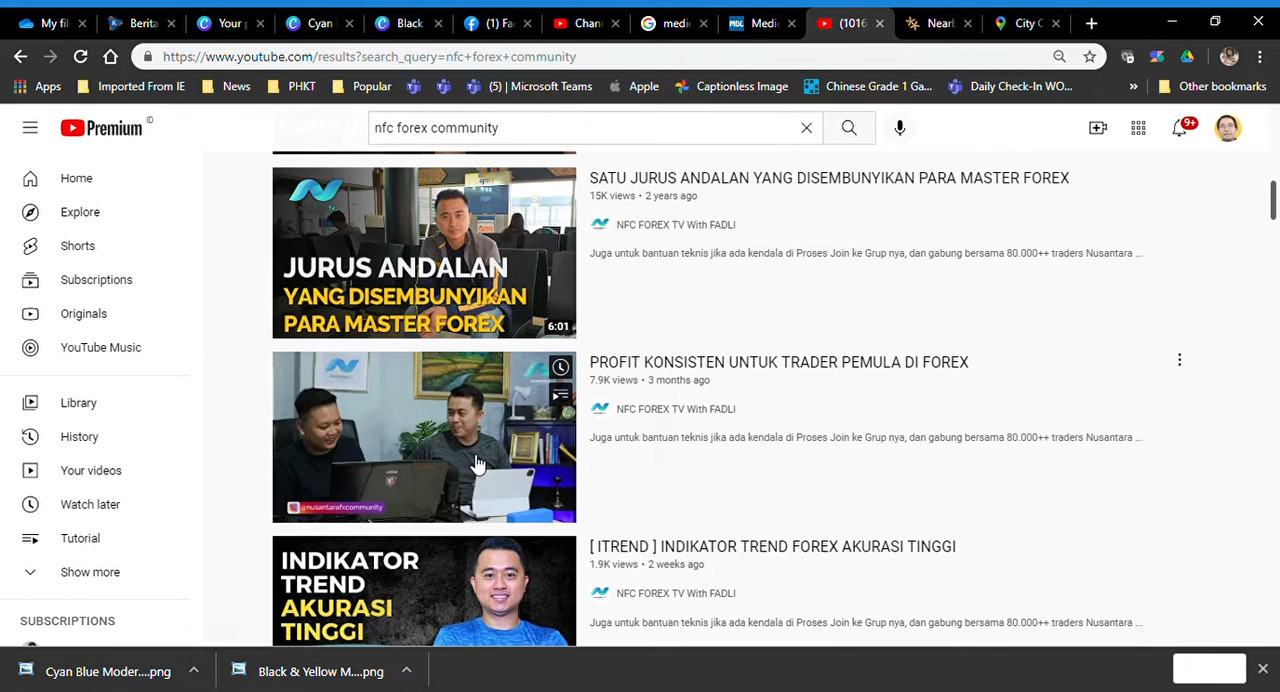 My fil
Berita
Your p
Cyan
Black
(1) Fa
Chan
medi
MDL
Medic
(1016
Near
City C
https://www.youtube.com/results?search_query=nfc+forex+community
Apps
Imported From IE
News
PHKT
Popular
(5) | Microsoft Teams
Apple
Captionless Image
Chinese Grade 1 Ga...
Daily Check-In WO...
»
Other bookmarks
Premium ID
nfc forex community
9+
Home
Explore
Shorts
Subscriptions
Originals
YouTube Music
Library
History
Your videos
Watch later
Tutorial
Show more
SUBSCRIPTIONS
JURUS ANDALAN
YANG DISEMBUNYIKAN
PARA MASTER FOREX
6:01
SATU JURUS ANDALAN YANG DISEMBUNYIKAN PARA MASTER FOREX
15K views • 2 years ago
NFC FOREX TV With FADLI
Juga untuk bantuan teknis jika ada kendala di Proses Join ke Grup nya, dan gabung bersama 80.000++ traders Nusantara ...
@nusantarafxcommunity
PROFIT KONSISTEN UNTUK TRADER PEMULA DI FOREX
7.9K views • 3 months ago
NFC FOREX TV With FADLI
Juga untuk bantuan teknis jika ada kendala di Proses Join ke Grup nya, dan gabung bersama 80.000++ traders Nusantara ...
INDIKATOR
TREND
AKURASI
TINGGI
[ ITREND ] INDIKATOR TREND FOREX AKURASI TINGGI
1.9K views • 2 weeks ago
NFC FOREX TV With FADLI
Juga untuk bantuan teknis jika ada kendala di Proses Join ke Grup nya, dan gabung bersama 80.000++ traders Nusantara ...
Cyan Blue Moder....png
Black & Yellow M....png